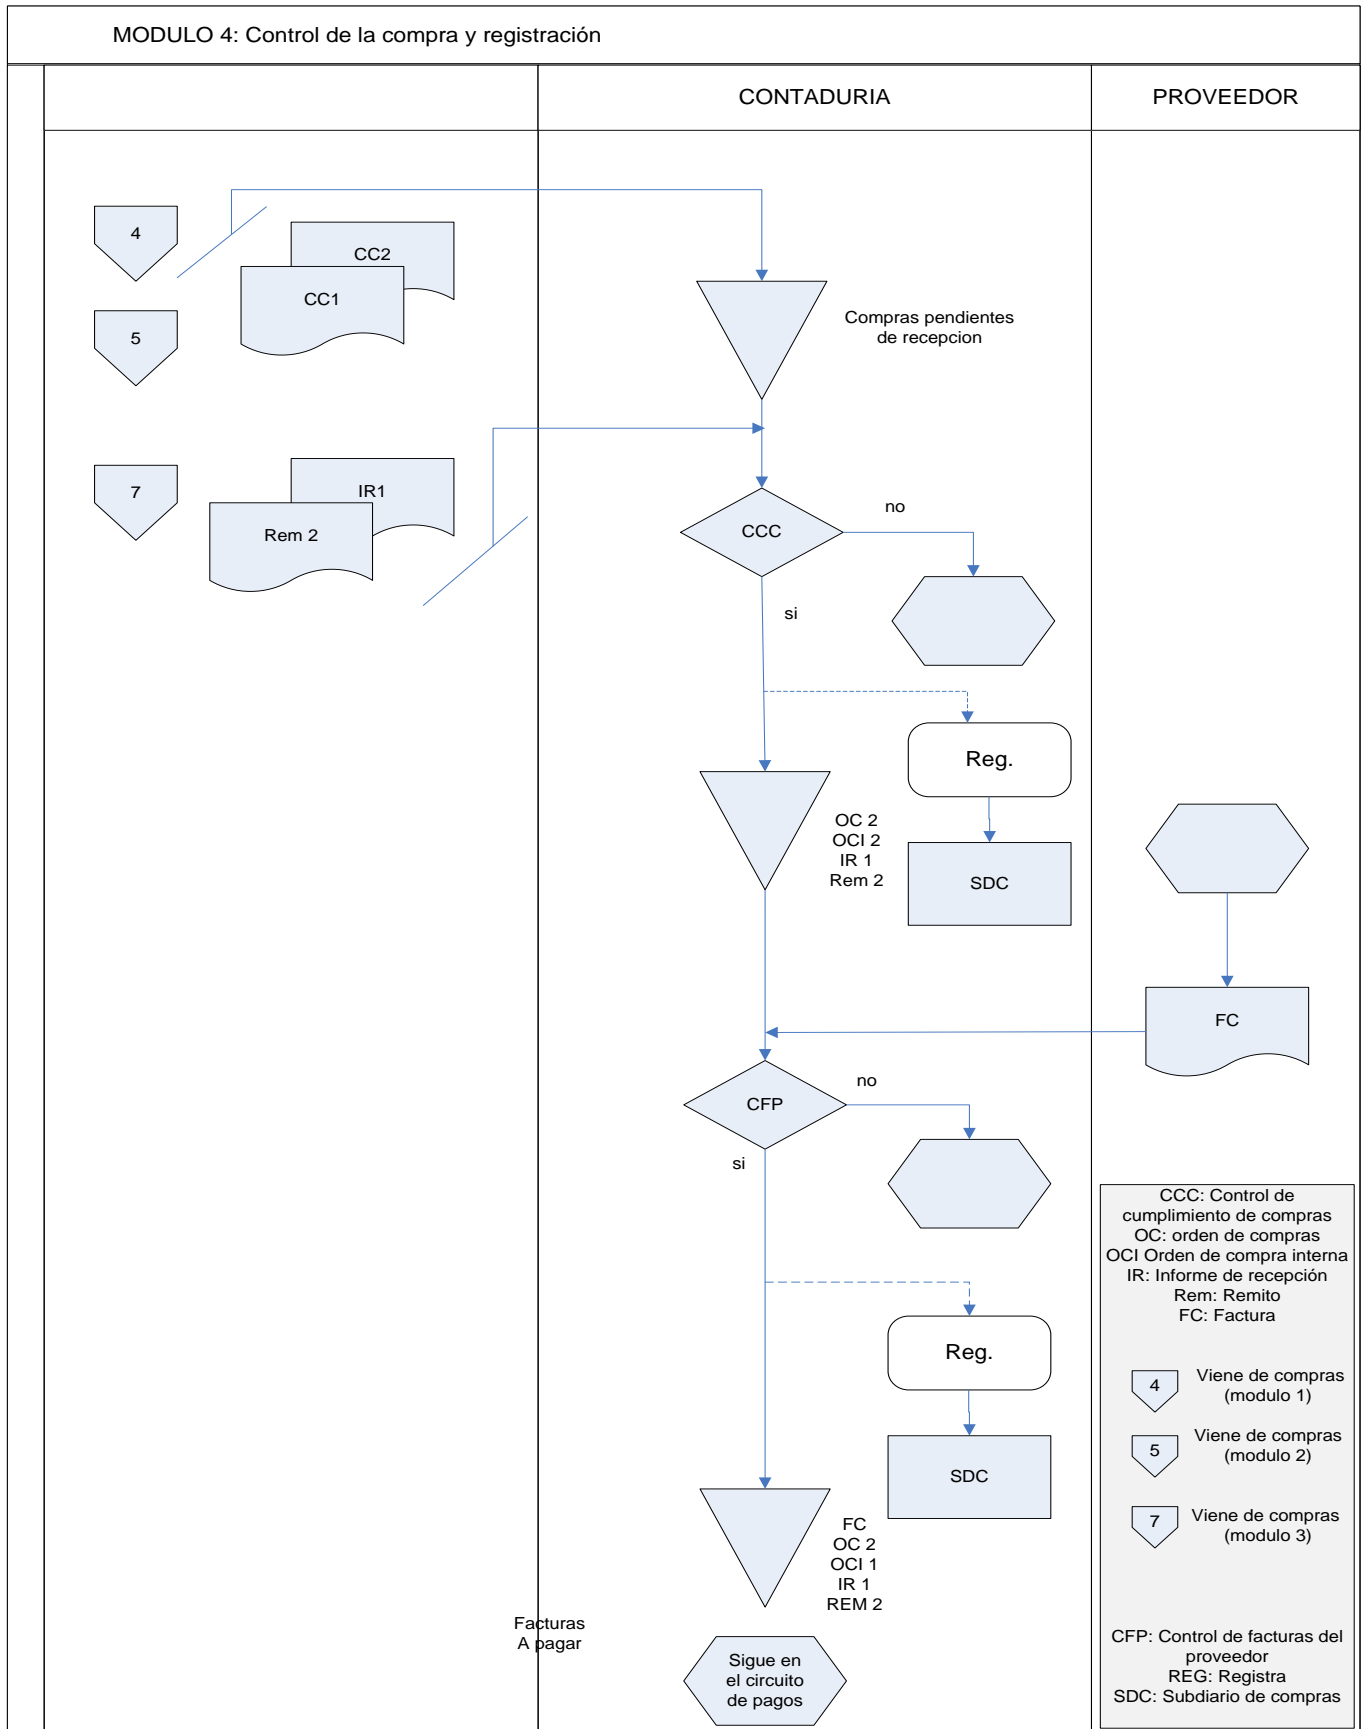 MODULO 4: Control de la compra y registración
CONTADURIA
PROVEEDOR
4
CC2
CC1
5
Compras pendientes
de recepcion
7
IR1
Rem 2
CCC
no
si
Reg.
OC 2
OCI 2
IR 1
Rem 2
SDC
FC
CFP
no
si
Reg.
SDC
FC
OC 2
OCI 1
IR 1
REM 2
Facturas
A pagar
Sigue en
el circuito
de pagos
CCC: Control de
cumplimiento de compras
OC: orden de compras
OCI Orden de compra interna
IR: Informe de recepción
Rem: Remito
FC: Factura
4
Viene de compras
(modulo 1)
5
Viene de compras
(modulo 2)
7
Viene de compras
(modulo 3)
CFP: Control de facturas del
proveedor
REG: Registra
SDC: Subdiario de compras